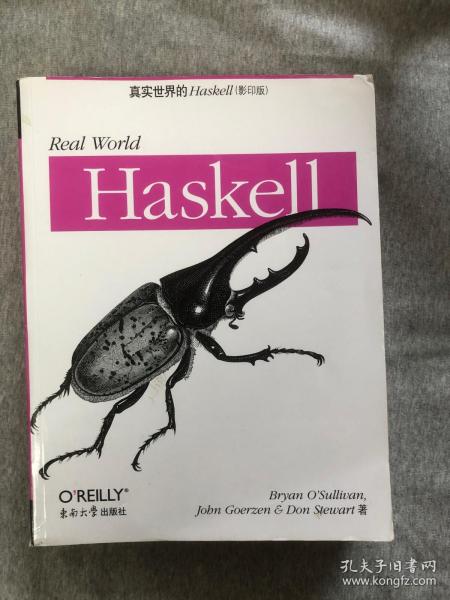 真实世界的Haskell(影印版)
Real World
Haskell
Bryan O'Sullivan,
John Goerzen & Don Stewart 著
O'REILLY®
东南大学出版社
孔夫子旧书网
www.kongfz.com